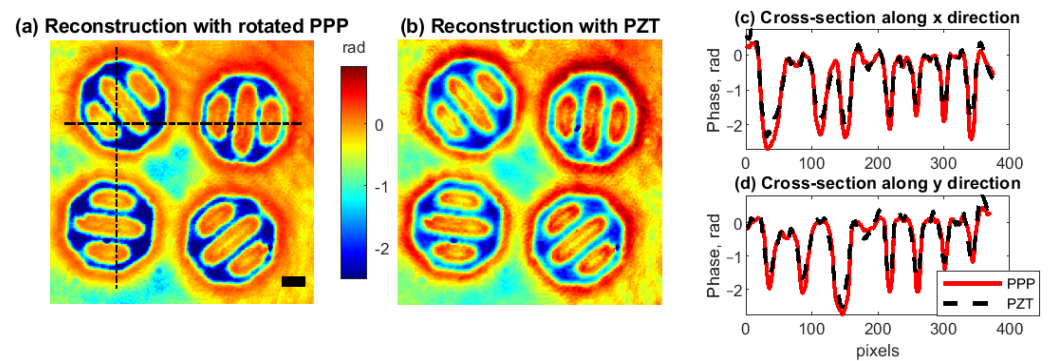 (a) Reconstruction with rotated PPP
rad
0
-1
-2
(b) Reconstruction with PZT
(c) Cross-section along x direction
Phase, rad
0
-1
-2
0 100 200 300 400
(d) Cross-section along y direction
Phase, rad
0
-1
-2
0 100 200 300 400
pixels
PPP
PZT